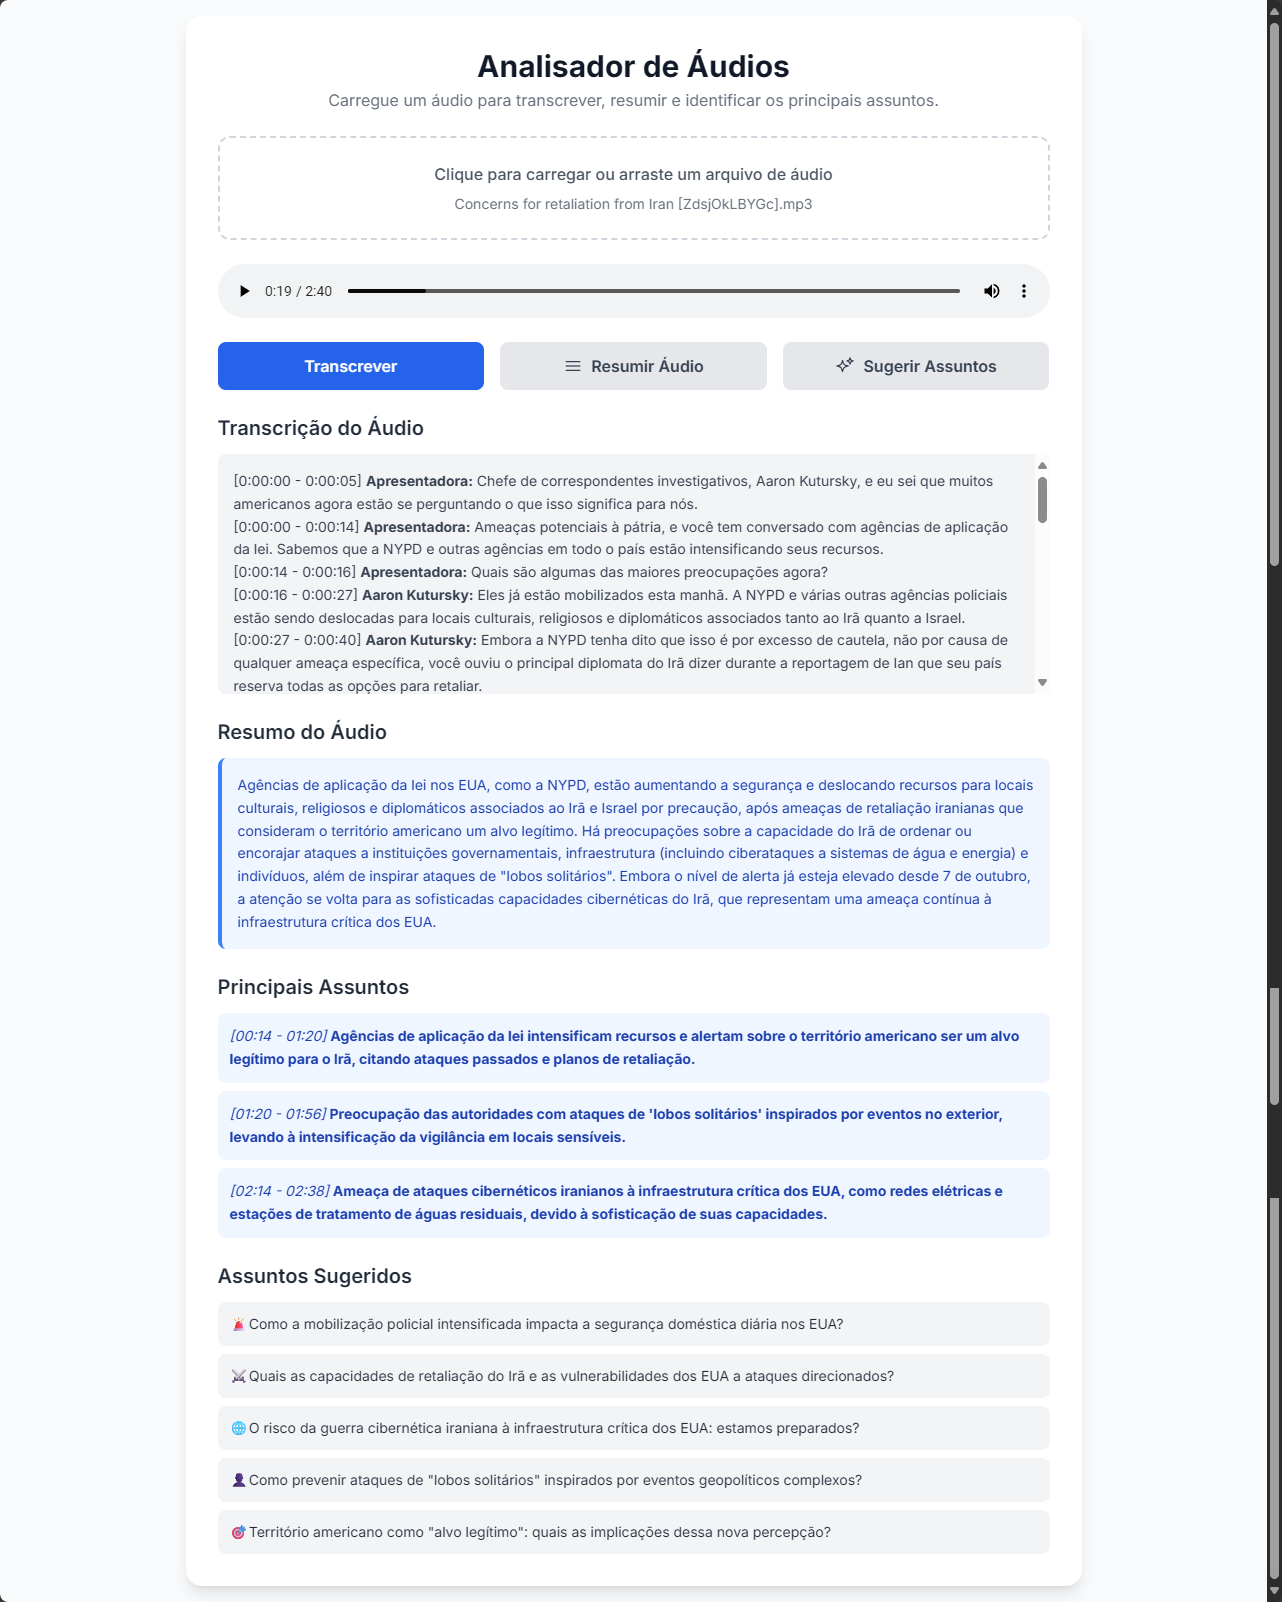 Analisador de Áudios
Carregue um áudio para transcrever, resumir e identificar os principais assuntos.
Clique para carregar ou arraste um arquivo de áudio
Concerns for retaliation from Iran [ZdsjOkLBYGc].mp3
0:19 / 2:40
Transcrever
Resumir Áudio
Sugerir Assuntos
Transcrição do Áudio
[0:00:00 - 0:00:05] Apresentadora: Chefe de correspondentes investigativos, Aaron Kutursky, e eu sei que muitos
americanos agora estão se perguntando o que isso significa para nós.
[0:00:00 - 0:00:14] Apresentadora: Ameaças potenciais à pátria, e você tem conversado com agências de aplicação
da lei. Sabemos que a NYPD e outras agências em todo o país estão intensificando seus recursos.
[0:00:14 - 0:00:16] Apresentadora: Quais são algumas das maiores preocupações agora?
[0:00:16 - 0:00:27] Aaron Kutursky: Eles já estão mobilizados esta manhã. A NYPD e várias outras agências policiais
estão sendo deslocadas para locais culturais, religiosos e diplomáticos associados tanto ao Irã quanto a Israel.
[0:00:27 - 0:00:40] Aaron Kutursky: Embora a NYPD tenha dito que isso é por excesso de cautela, não por causa de
qualquer ameaça específica, você ouviu o principal diplomata do Irã dizer durante a reportagem de Ian que seu país
reserva todas as opções para retaliar.
Resumo do Áudio
Agências de aplicação da lei nos EUA, como a NYPD, estão aumentando a segurança e deslocando recursos para locais
culturais, religiosos e diplomáticos associados ao Irã e Israel por precaução, após ameaças de retaliação iranianas que
consideram o território americano um alvo legítimo. Há preocupações sobre a capacidade do Irã de ordenar ou
encorajar ataques a instituições governamentais, infraestrutura (incluindo ciberataques a sistemas de água e energia) e
indivíduos, além de inspirar ataques de "lobos solitários". Embora o nível de alerta já esteja elevado desde 7 de outubro,
a atenção se volta para as sofisticadas capacidades cibernéticas do Irã, que representam uma ameaça contínua à
infraestrutura crítica dos EUA.
Principais Assuntos
[00:14 - 01:20] Agências de aplicação da lei intensificam recursos e alertam sobre o território americano ser um alvo
legítimo para o Irã, citando ataques passados e planos de retaliação.
[01:20 - 01:56] Preocupação das autoridades com ataques de 'lobos solitários' inspirados por eventos no exterior,
levando à intensificação da vigilância em locais sensíveis.
[02:14 - 02:38] Ameaça de ataques cibernéticos iranianos à infraestrutura crítica dos EUA, como redes elétricas e
estações de tratamento de águas residuais, devido à sofisticação de suas capacidades.
Assuntos Sugeridos
🚨 Como a mobilização policial intensificada impacta a segurança doméstica diária nos EUA?
⚔️ Quais as capacidades de retaliação do Irã e as vulnerabilidades dos EUA a ataques direcionados?
🌐 O risco da guerra cibernética iraniana à infraestrutura crítica dos EUA: estamos preparados?
👤 Como prevenir ataques de "lobos solitários" inspirados por eventos geopolíticos complexos?
🎯 Território americano como "alvo legítimo": quais as implicações dessa nova percepção?